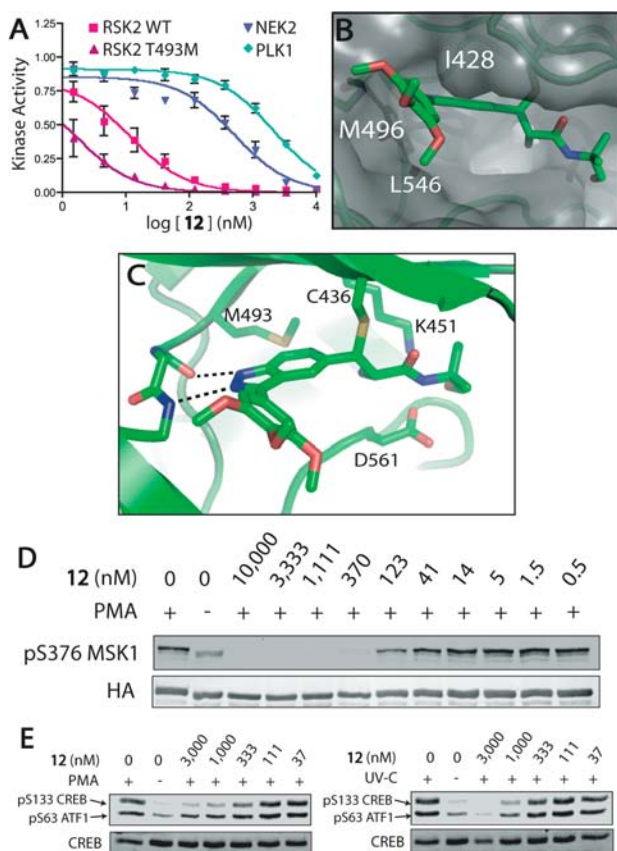 A
RSK2 WT
NEK2
RSK2 T493M
PLK1
Kinase Activity
1.00
0.75
0.50
0.25
0.00
0 1 2 3 4
log [ 12 ] (nM)
B
I428
M496
L546
C
C436
M493
K451
D561
D
12 (nM) 0 0 10,000 3,333 1,111 370 123 41 14 5 1.5 0.5
PMA + - + + + + + + + + + +
pS376 MSK1
HA
E
12 (nM) 0 0 3,000 1,000 333 111 37
PMA + - + + + + +
pS133 CREB
pS63 ATF1
CREB
12 (nM) 0 0 3,000 1,000 333 111 37
UV-C + - + + + + +
pS133 CREB
pS63 ATF1
CREB